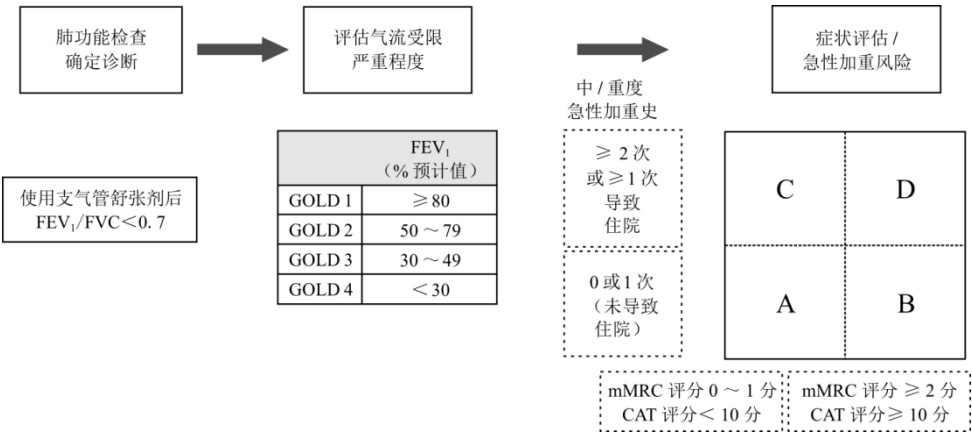 肺功能检查
确定诊断
评估气流受限
严重程度
症状评估 /
急性加重风险
中 / 重度
急性加重史
使用支气管舒张剂后
FEV₁/FVC＜0. 7
FEV₁
（% 预计值）
GOLD 1 ≥80
GOLD 2 50 ～ 79
GOLD 3 30 ～ 49
GOLD 4 ＜30
≥ 2 次
或 ≥ 1 次
导致
住院
0 或 1 次
（未导致
住院）
C D
A B
mMRC 评分 0 ～ 1 分
CAT 评分＜ 10 分
mMRC 评分 ≥ 2 分
CAT 评分≥ 10 分